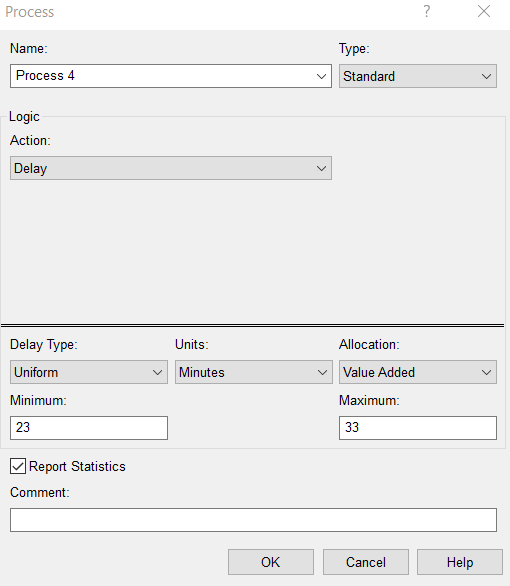 Process ?
Name: Type:
Process 4 Standard
Logic
Action:
Delay
Delay Type: Units: Allocation:
Uniform Minutes Value Added
Minimum: Maximum:
23 33
Report Statistics
Comment:
OK Cancel Help